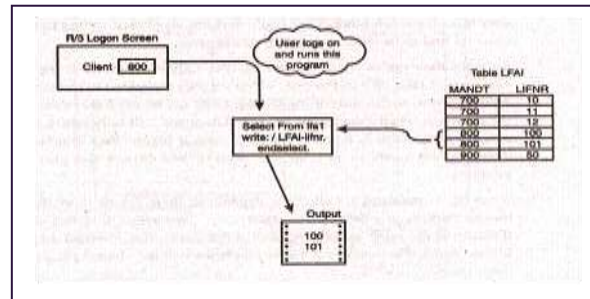 R/3 Logon Screen
Client 800
User logs on
and runs this
program
Table LFAI
MANDT LIFNR
700 10
700 11
700 12
800 100
800 101
900 50
Select From lfa1
write: / LFAI-lifnr.
endselect.
Output
100
101